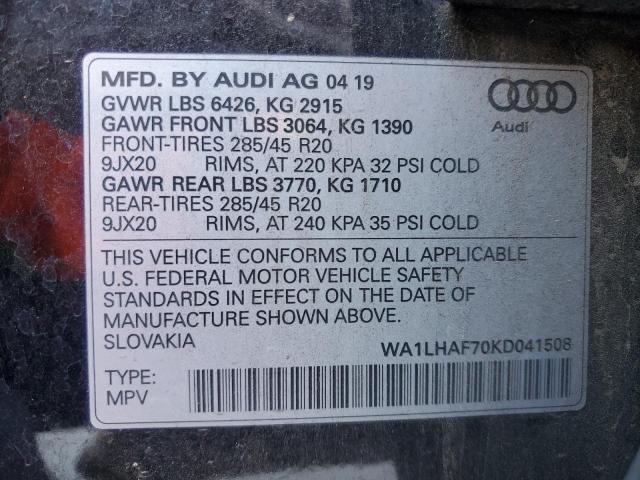 MFD. BY AUDI AG 04 19
GVWR LBS 6426, KG 2915
GAWR FRONT LBS 3064, KG 1390
FRONT-TIRES 285/45 R20
9JX20 RIMS, AT 220 KPA 32 PSI COLD
GAWR REAR LBS 3770, KG 1710
REAR-TIRES 285/45 R20
9JX20 RIMS, AT 240 KPA 35 PSI COLD
Audi
THIS VEHICLE CONFORMS TO ALL APPLICABLE
U.S. FEDERAL MOTOR VEHICLE SAFETY
STANDARDS IN EFFECT ON THE DATE OF
MANUFACTURE SHOWN ABOVE.
SLOVAKIA WA1LHAF70KD041508
TYPE:
MPV